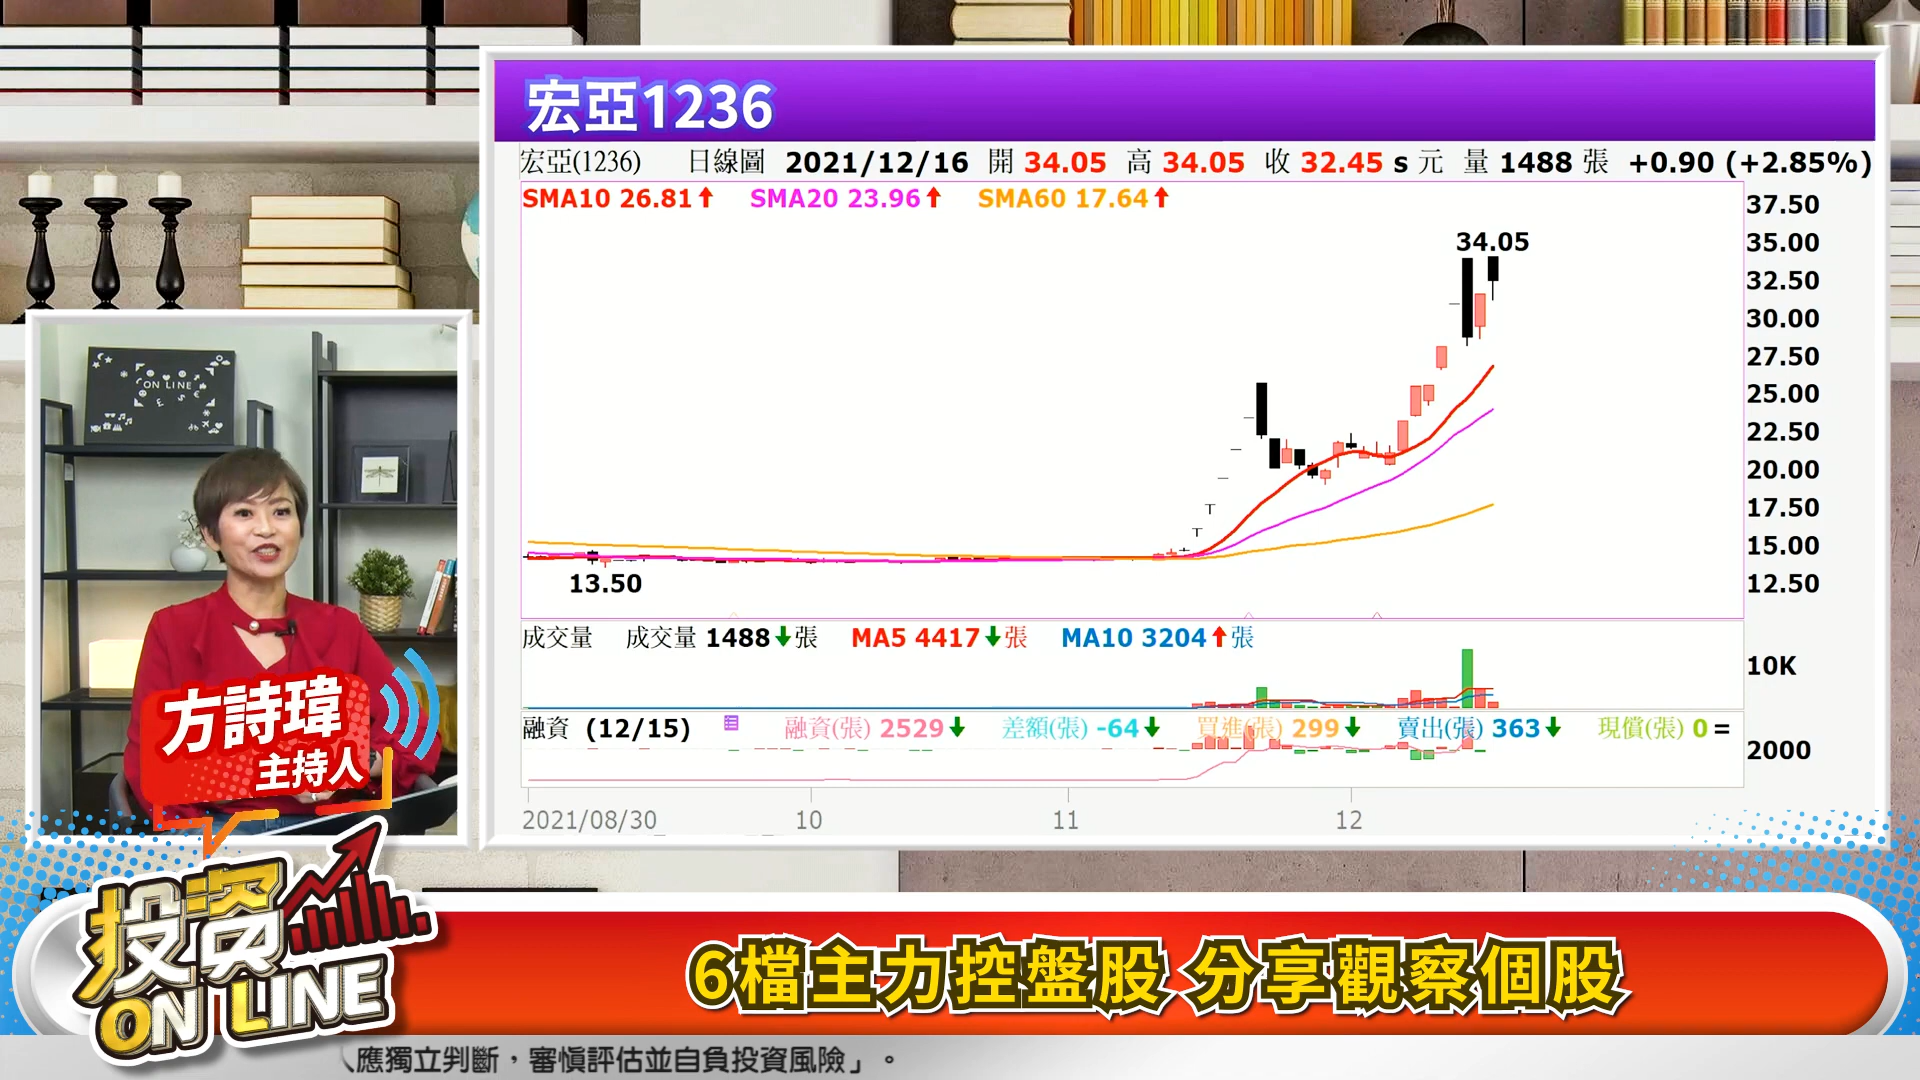 宏亞1236
宏亞(1236) 日線圖 2021/12/16 開 34.05 高 34.05 收 32.45 s 元 量 1488 張 +0.90 (+2.85%)
SMA10 26.81↑ SMA20 23.96↑ SMA60 17.64↑
37.50
35.00
32.50
30.00
27.50
25.00
22.50
20.00
17.50
15.00
12.50
34.05
13.50
成交量 成交量 1488↓張 MA5 4417↓張 MA10 3204↑張
10K
融資 (12/15) 融資(張) 2529↓ 差額(張) -64↓ 買進(張) 299↓ 賣出(張) 363↓ 現償(張) 0 =
2000
2021/08/30 10 11 12
ON LINE
方詩瑋
主持人
投資
ON LINE
6檔主力控盤股 分享觀察個股
應獨立判斷，審慎評估並自負投資風險」。